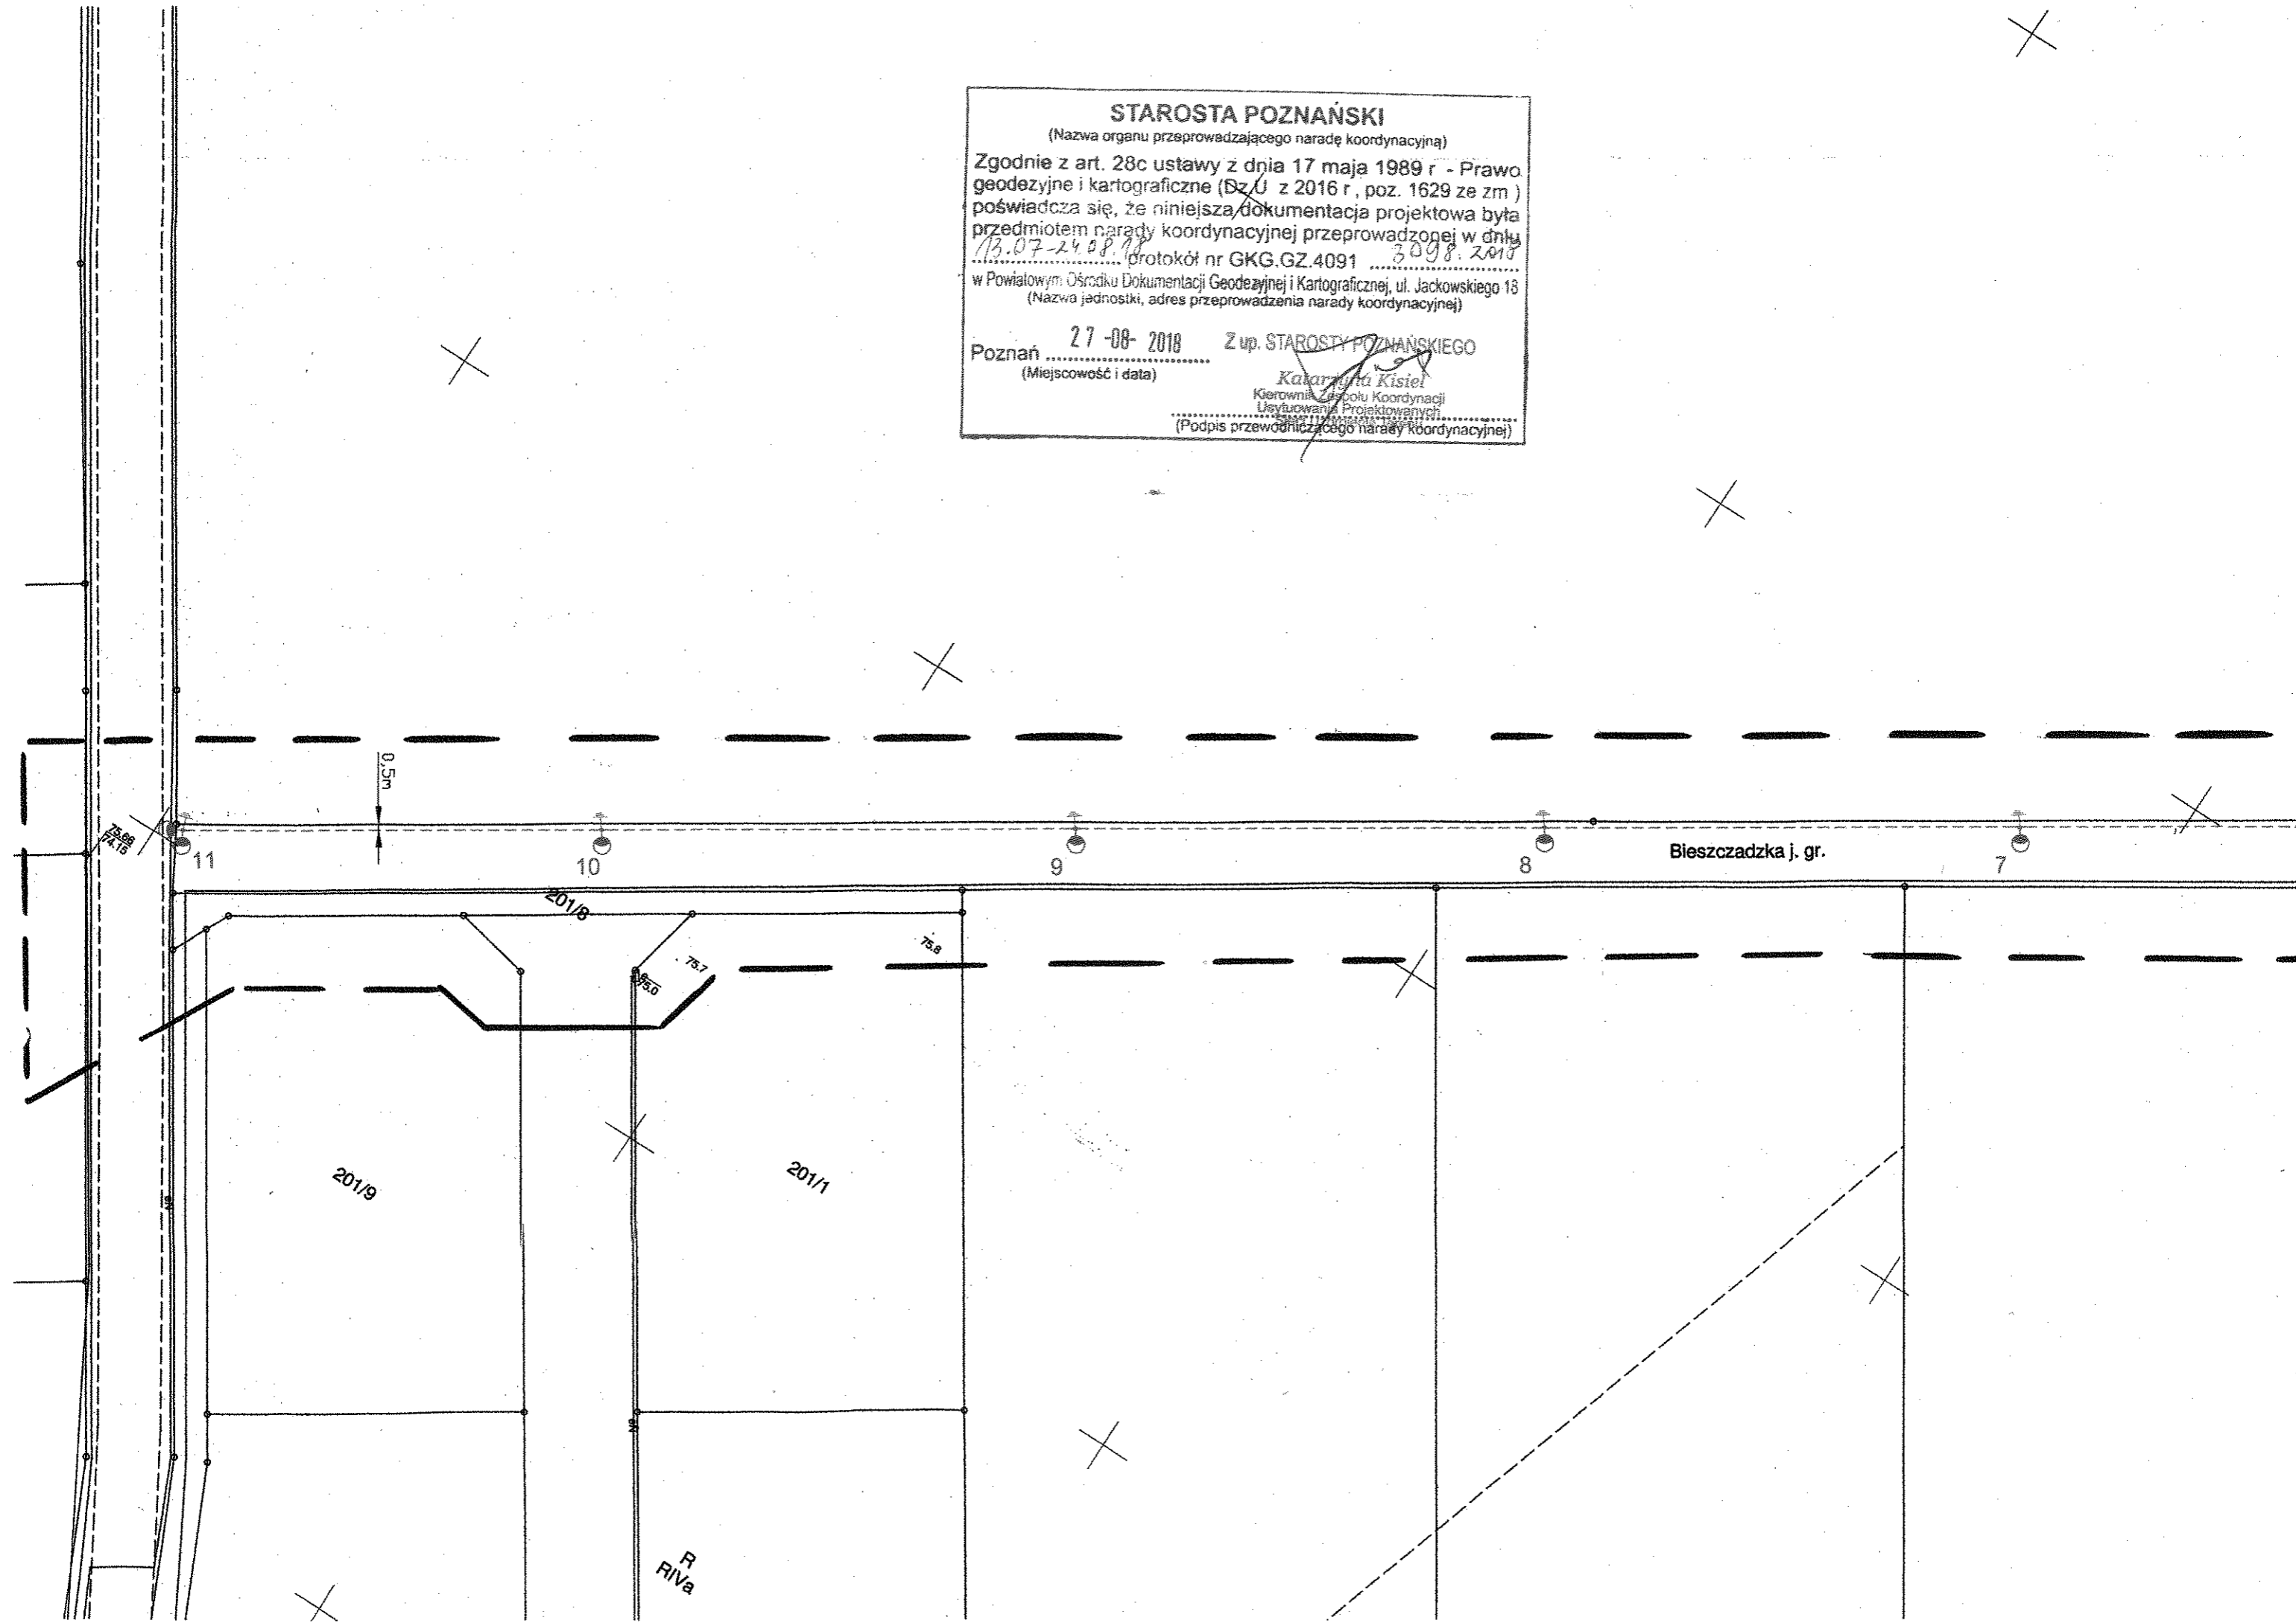 STAROSTA POZNAŃSKI
(Nazwa organu przeprowadzającego naradę koordynacyjną)
Zgodnie z art. 28c ustawy z dnia 17 maja 1989 r - Prawo
geodezyjne i kartograficzne (Dz.U z 2016 r, poz. 1629 ze zm )
poświadcza się, że niniejsza dokumentacja projektowa była
przedmiotem narady koordynacyjnej przeprowadzonej w dniu
13.07-24.08.18 protokół nr GKG.GZ.4091 3098.2018
w Powiatowym Ośrodku Dokumentacji Geodezyjnej i Kartograficznej, ul. Jackowskiego 18
(Nazwa jednostki, adres przeprowadzenia narady koordynacyjnej)
Poznań 27 -08- 2018 Z up. STAROSTY POZNAŃSKIEGO
(Miejscowość i data)
Katarzyna Kisiel
Kierownik Zespołu Koordynacji
Usytuowania Projektowanych
(Podpis przewodniczącego narady koordynacyjnej)
0,5m
75.66
74.15
11
10
9
8
Bieszczadzka j. gr.
7
201/8
75.8
75.7
75.0
201/9
201/1
R
RIVa